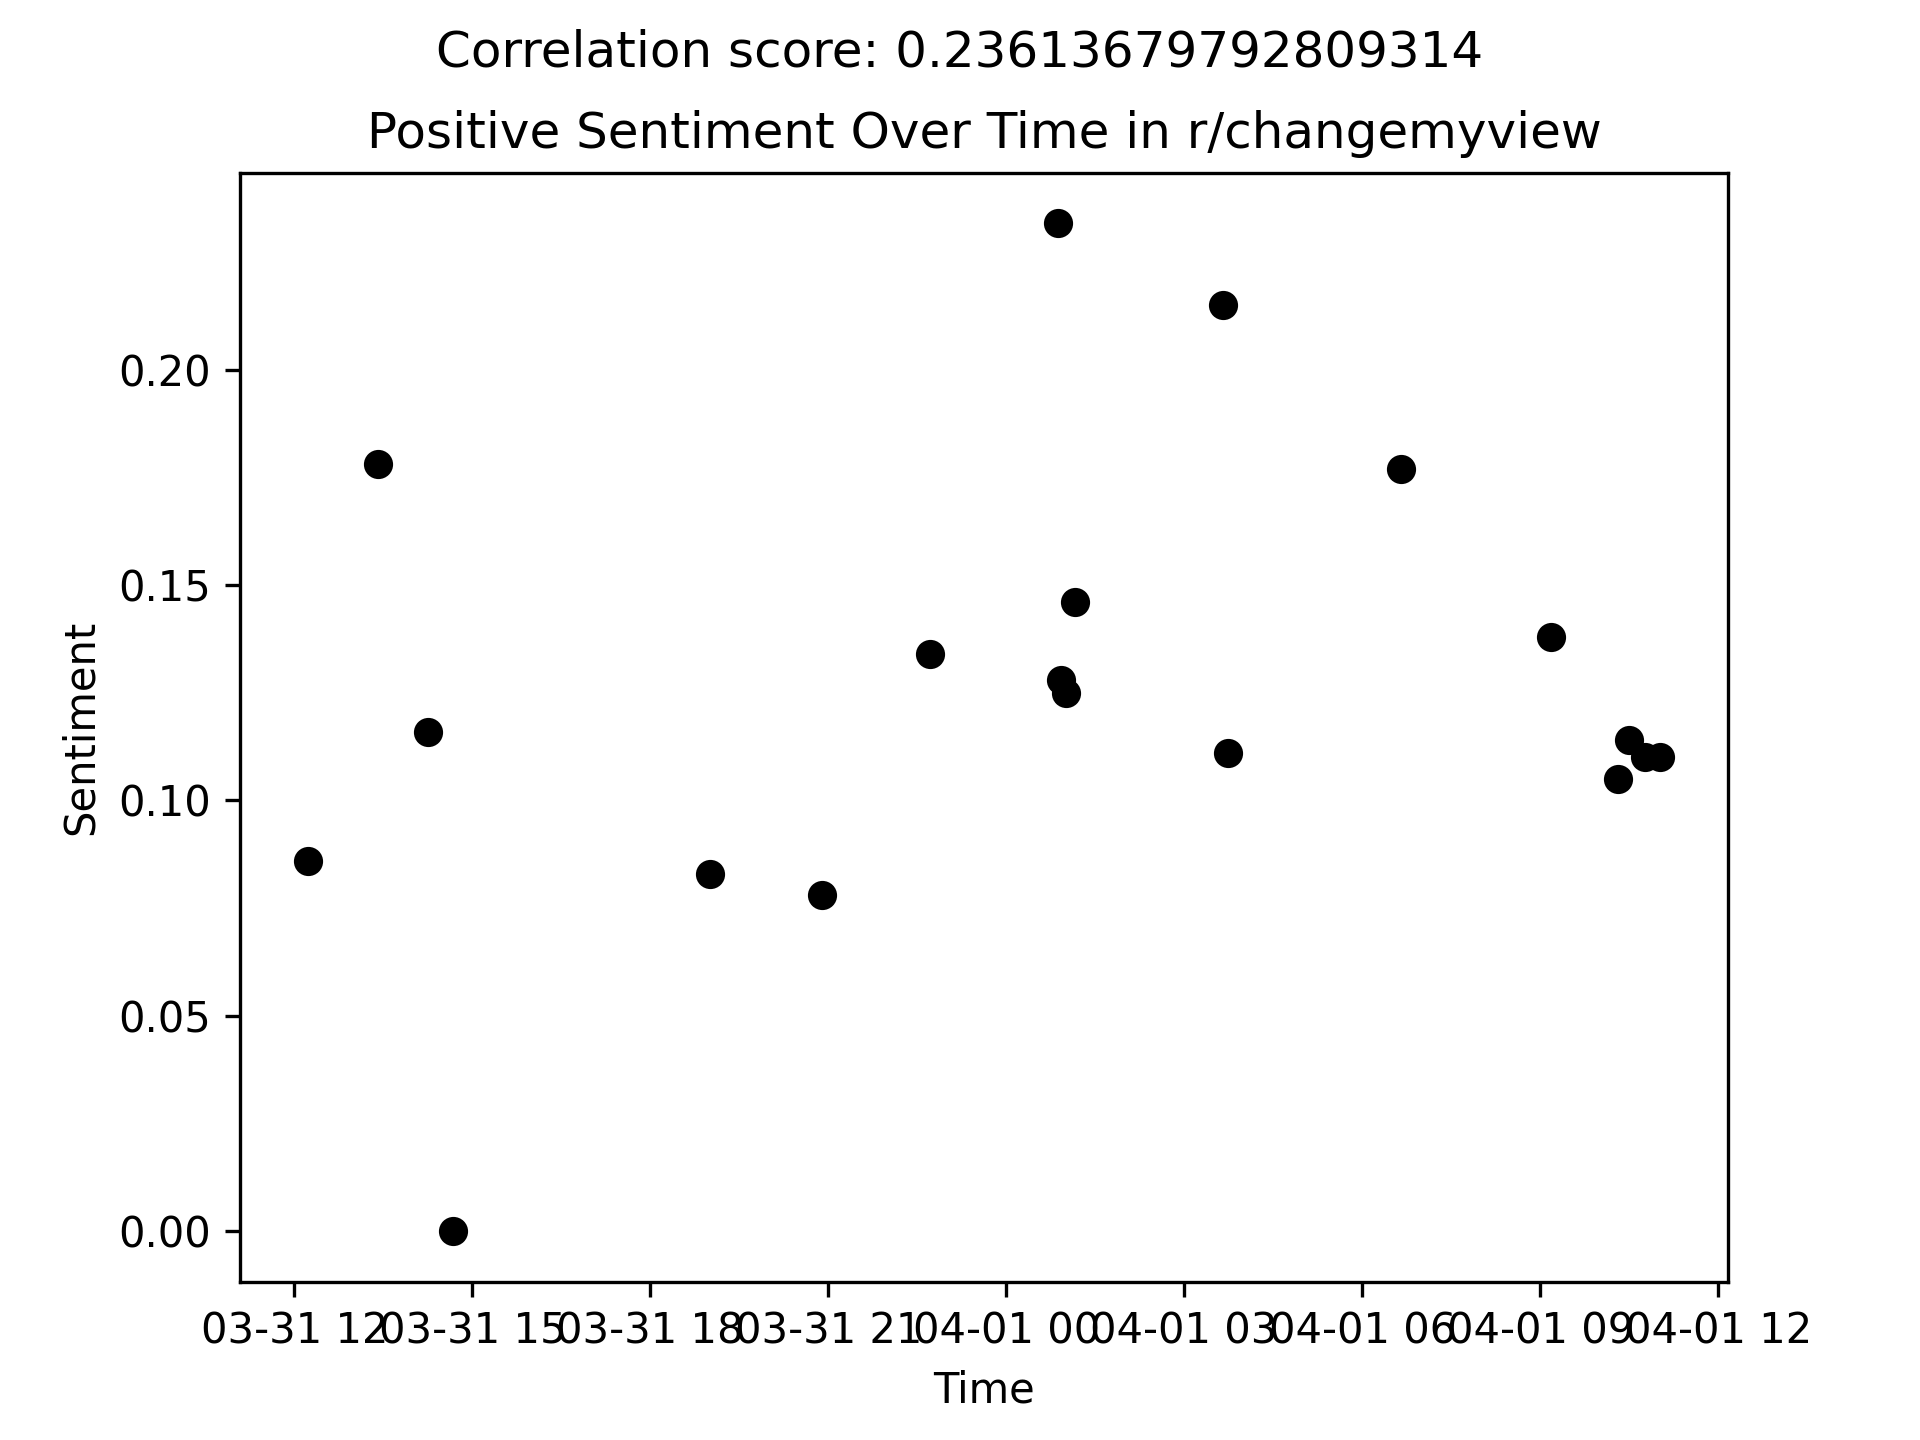 Correlation score: 0.23613679792809314
Positive Sentiment Over Time in r/changemyview
0.20
0.15
0.10
0.05
0.00
Sentiment
03-31 12 03-31 15 03-31 18 03-31 21 04-01 00 04-01 03 04-01 06 04-01 09 04-01 12
Time